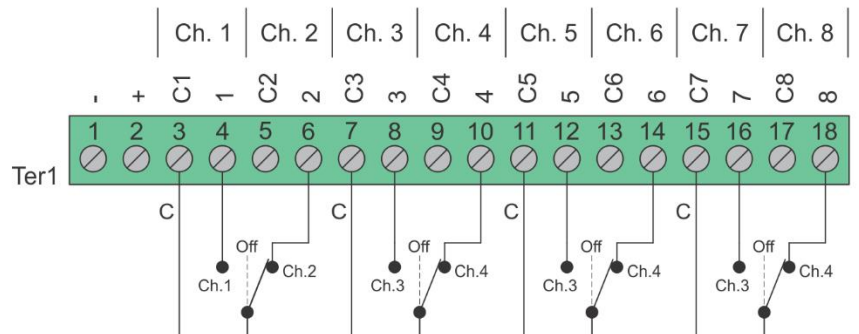 Ch. 1 Ch. 2 Ch. 3 Ch. 4 Ch. 5 Ch. 6 Ch. 7 Ch. 8
- + C1 1 C2 2 C3 3 C4 4 C5 5 C6 6 C7 7 C8 8
1 2 3 4 5 6 7 8 9 10 11 12 13 14 15 16 17 18
Ter1
C C C C
Off Off Off Off
Ch.1 Ch.2 Ch.3 Ch.4 Ch.3 Ch.4 Ch.3 Ch.4